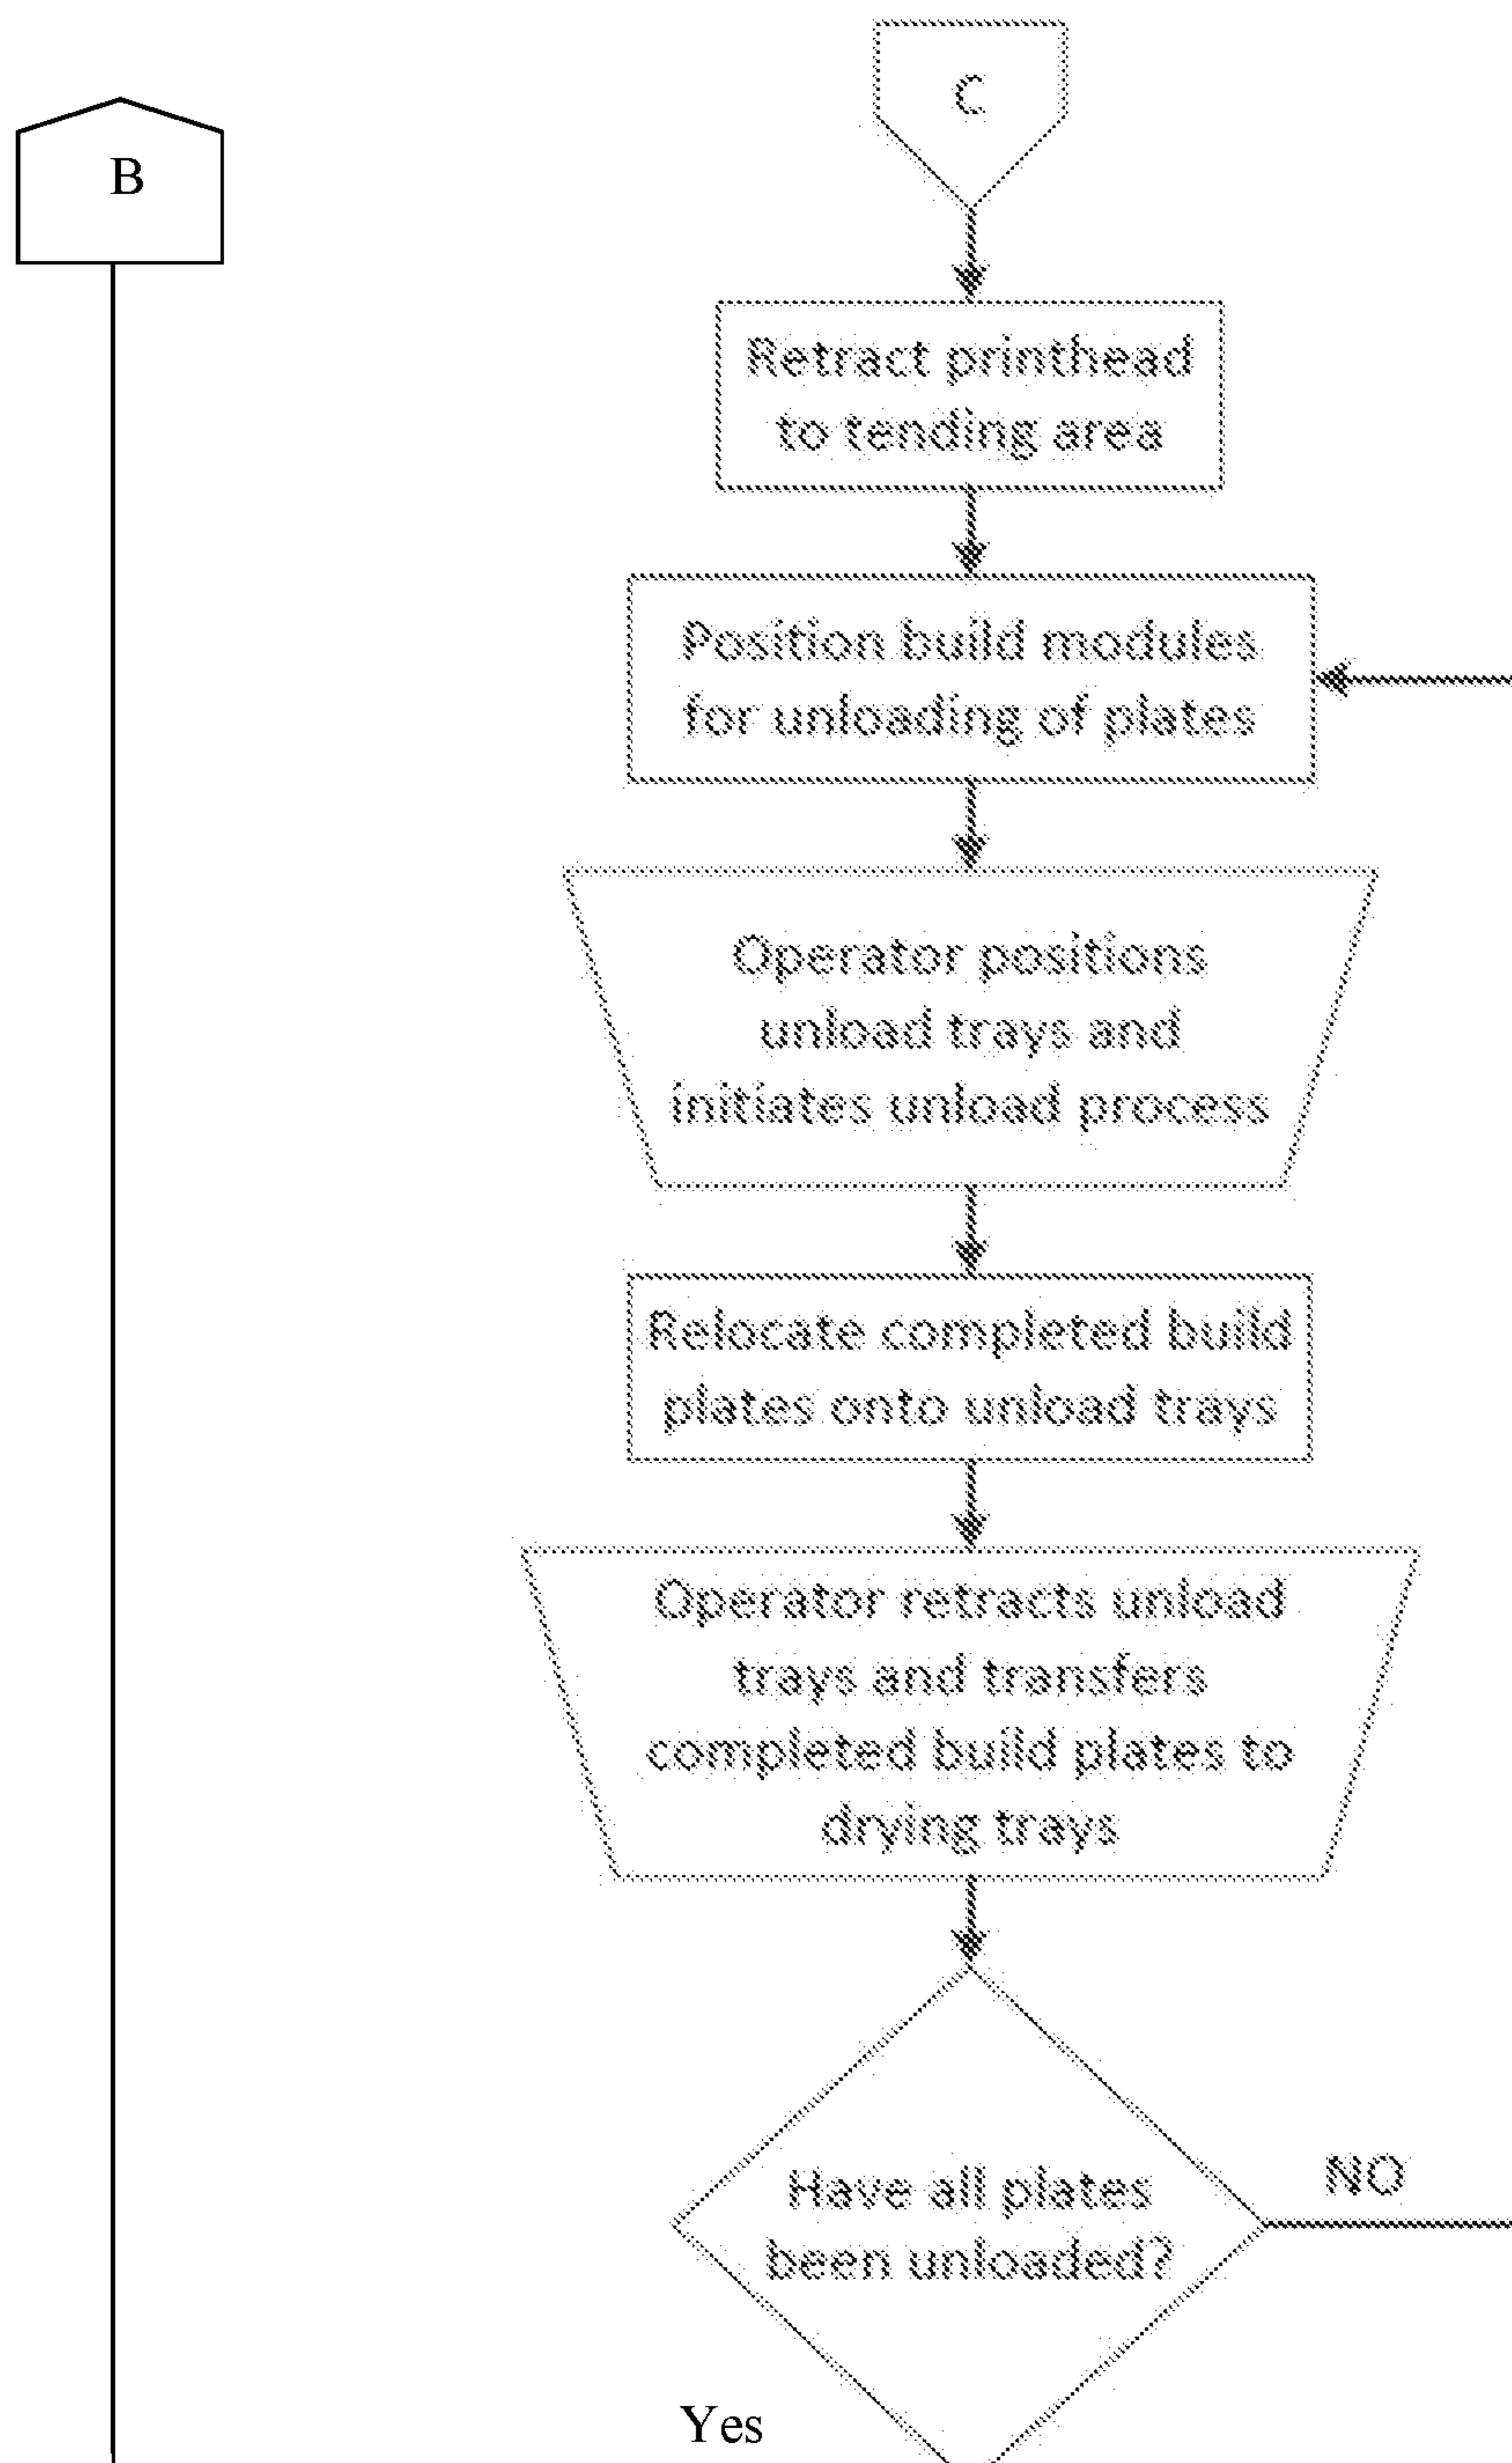 C
B
Retract printhead
to tending area
Position build modules
for unloading of plates
Operator positions
unload trays and
initiates unload process
Relocate completed build
plates onto unload trays
Operator retracts unload
trays and transfers
completed build plates to
drying trays
Have all plates
been unloaded?
NO
Yes